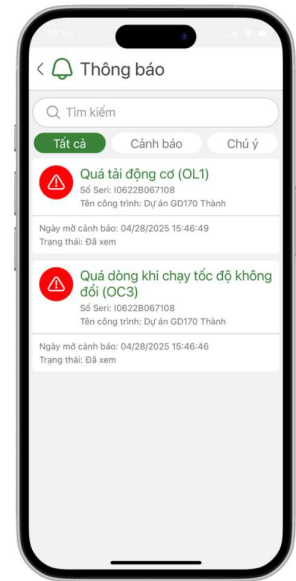 Thông báo
Tìm kiếm
Tất cả Cảnh báo Chú ý
Quá tải động cơ (OL1)
Số Seri: I0622B067108
Tên công trình: Dự án GD170 Thành
Ngày mở cảnh báo: 04/28/2025 15:46:49
Trạng thái: Đã xem
Quá dòng khi chạy tốc độ không
đổi (OC3)
Số Seri: I0622B067108
Tên công trình: Dự án GD170 Thành
Ngày mở cảnh báo: 04/28/2025 15:46:46
Trạng thái: Đã xem